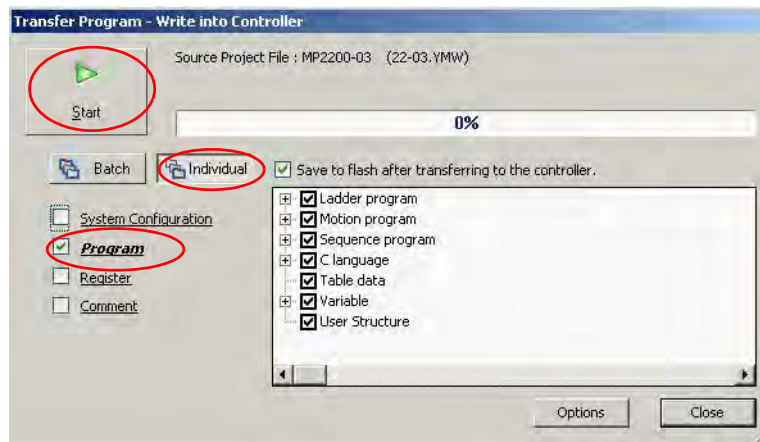 Transfer Program - Write into Controller
Source Project File : MP2200-03 (22-03.YMW)
Start
0%
Batch
Individual
Save to flash after transferring to the controller.
System Configuration
Program
Register
Comment
Ladder program
Motion program
Sequence program
C language
Table data
Variable
User Structure
Options
Close